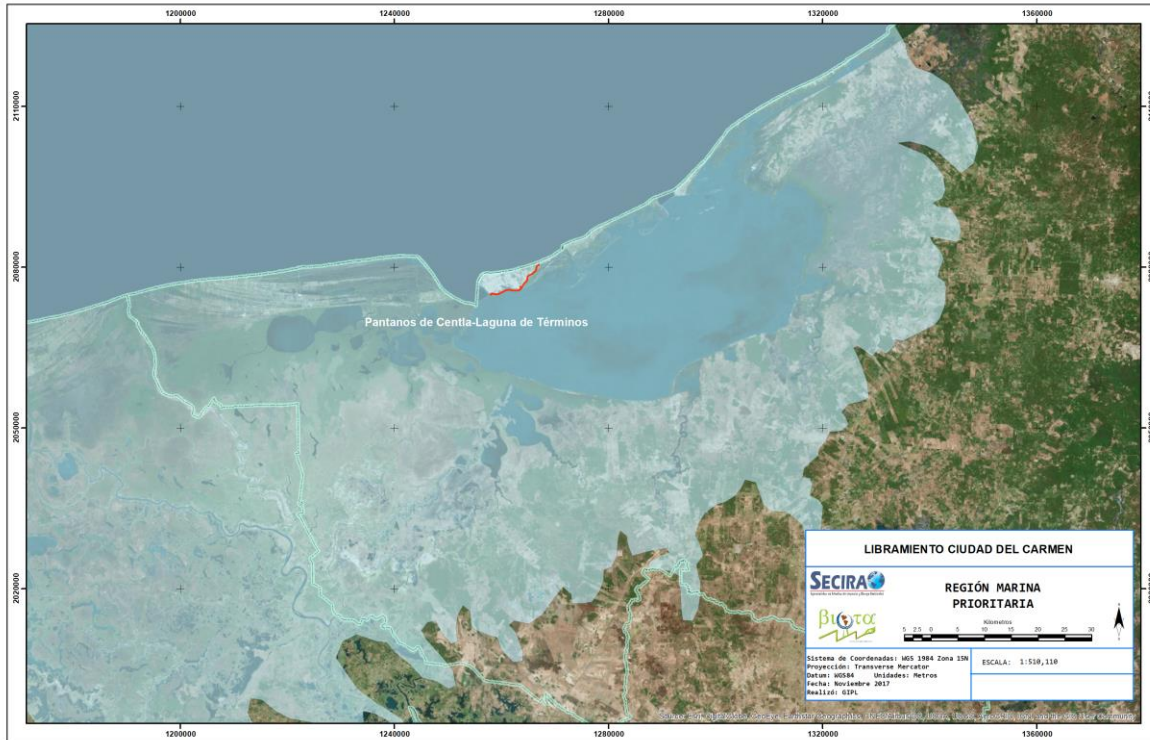 1200000 1240000 1280000 1320000 1360000
2110000
2080000 2080000
Pantanos de Centla-Laguna de Términos
2050000
2020000
LIBRAMIENTO CIUDAD DEL CARMEN
SECIRA
REGIÓN MARINA
PRIORITARIA
βιοτα
Kilometros
5 2.5 0 5 10 15 20 25 30
Sistema de Coordenadas: WGS 1984 Zona 15N
Proyección: Transverse Mercator
Datum: WGS84 Unidades: Metros
Fecha: Noviembre 2017
Realizó: GIPL
ESCALA: 1:510,110
1200000 1240000 1280000 1320000 1360000